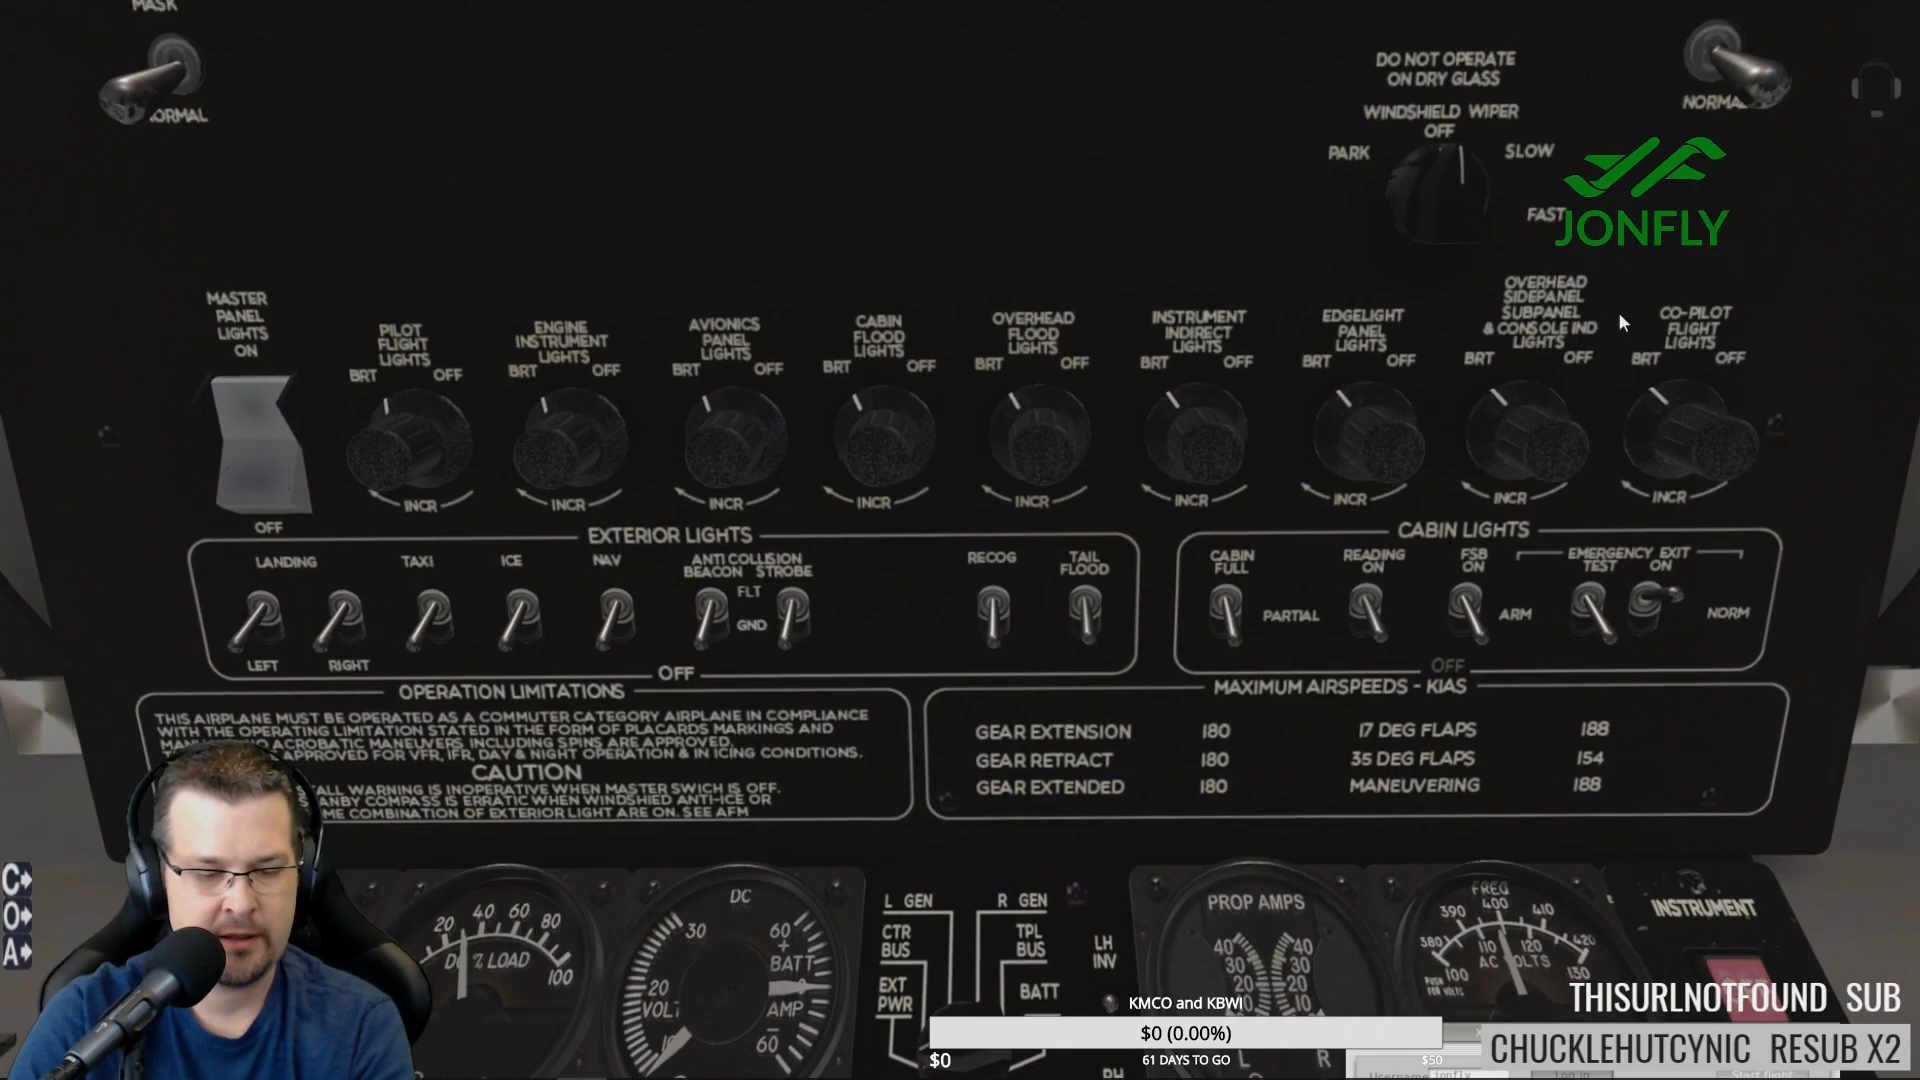 MASK
NORMAL
DO NOT OPERATE
ON DRY GLASS
WINDSHIELD WIPER
OFF
PARK
SLOW
FAST
JONFLY
MASTER
PANEL
LIGHTS
ON
OFF
PILOT
FLIGHT
LIGHTS
BRT OFF
INCR
ENGINE
INSTRUMENT
LIGHTS
BRT OFF
INCR
AVIONICS
PANEL
LIGHTS
BRT OFF
INCR
CABIN
FLOOD
LIGHTS
BRT OFF
INCR
OVERHEAD
FLOOD
LIGHTS
BRT OFF
INCR
INSTRUMENT
INDIRECT
LIGHTS
BRT OFF
INCR
EDGELIGHT
PANEL
LIGHTS
BRT OFF
INCR
OVERHEAD
SIDEPANEL
SUBPANEL
& CONSOLE IND
LIGHTS
BRT OFF
INCR
CO-PILOT
FLIGHT
LIGHTS
BRT OFF
INCR
EXTERIOR LIGHTS
LANDING
TAXI
ICE
NAV
ANTI COLLISION
BEACON STROBE
FLT
GND
RECOG
TAIL
FLOOD
LEFT
RIGHT
OFF
CABIN LIGHTS
CABIN
FULL
PARTIAL
READING
ON
FSB
ON
ARM
EMERGENCY EXIT
TEST ON
NORM
OFF
OPERATION LIMITATIONS
THIS AIRPLANE MUST BE OPERATED AS A COMMUTER CATEGORY AIRPLANE IN COMPLIANCE
WITH THE OPERATING LIMITATION STATED IN THE FORM OF PLACARDS MARKINGS AND
ACROBATIC MANEUVERS INCLUDING SPINS ARE APPROVED.
APPROVED FOR VFR, IFR, DAY & NIGHT OPERATION & IN ICING CONDITIONS.
CAUTION
WARNING IS INOPERATIVE WHEN MASTER SWICH IS OFF.
COMPASS IS ERRATIC WHEN WINDSHIED ANTI-ICE OR
COMBINATION OF EXTERIOR LIGHT ARE ON. SEE AFM
MAXIMUM AIRSPEEDS - KIAS
GEAR EXTENSION 180 17 DEG FLAPS 188
GEAR RETRACT 180 35 DEG FLAPS 154
GEAR EXTENDED 180 MANEUVERING 188
C
O
A
20 40 60 80 100
% LOAD
DC
30 60
+
BATT
20
VOLT
AMP
60
L GEN
R GEN
CTR
BUS
TPL
BUS
EXT
PWR
BATT
LH
INV
PROP AMPS
40 40
30 30
20 20
10
L R
FREQ
380 390 400 410 420
100 110 120 130
AC VOLTS
PUSH
FOR VOLTS
INSTRUMENT
KMCO and KBWI
$0 (0.00%)
$0
61 DAYS TO GO
$50
THISURLNOTFOUND SUB
CHUCKLEHUTCYNIC RESUB X2
Username jonfly
Log in
Start flight